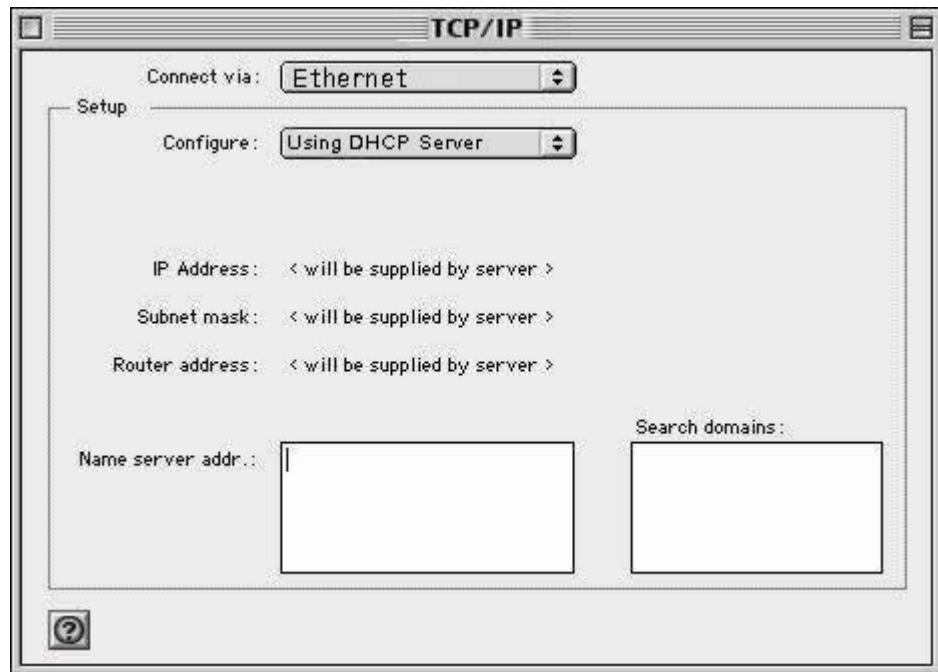 TCP/IP
Connect via: Ethernet
Setup
Configure: Using DHCP Server
IP Address: < will be supplied by server >
Subnet mask: < will be supplied by server >
Router address: < will be supplied by server >
Search domains:
Name server addr.:
?